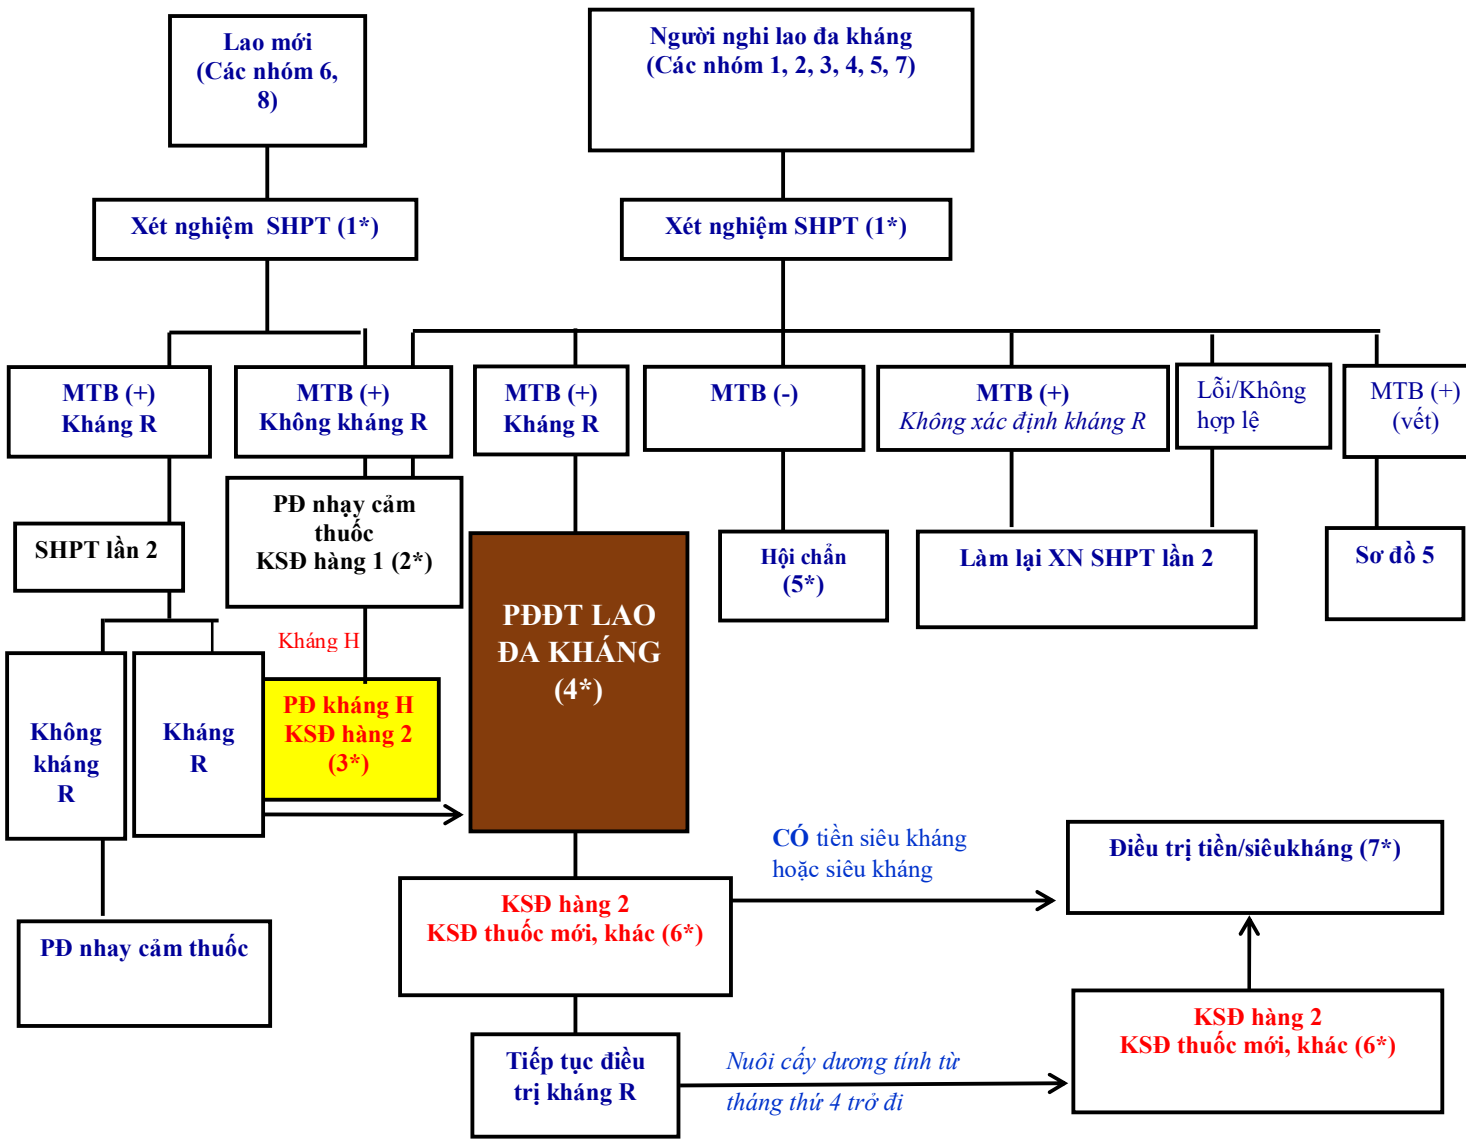 Lao mới
(Các nhóm 6,
8)
Người nghi lao đa kháng
(Các nhóm 1, 2, 3, 4, 5, 7)
Xét nghiệm SHPT (1*)
Xét nghiệm SHPT (1*)
MTB (+)
Kháng R
MTB (+)
Không kháng R
MTB (+)
Kháng R
MTB (-)
MTB (+)
Không xác định kháng R
Lỗi/Không
hợp lệ
MTB (+)
(vết)
SHPT lần 2
PĐ nhạy cảm
thuốc
KSĐ hàng 1 (2*)
PĐĐT LAO
ĐA KHÁNG
(4*)
Hội chẩn
(5*)
Làm lại XN SHPT lần 2
Sơ đồ 5
Kháng H
Không
kháng
R
Kháng
R
PĐ kháng H
KSĐ hàng 2
(3*)
CÓ tiền siêu kháng
hoặc siêu kháng
Điều trị tiền/siêukháng (7*)
PĐ nhay cảm thuốc
KSĐ hàng 2
KSĐ thuốc mới, khác (6*)
KSĐ hàng 2
KSĐ thuốc mới, khác (6*)
Tiếp tục điều
trị kháng R
Nuôi cấy dương tính từ
tháng thứ 4 trở đi